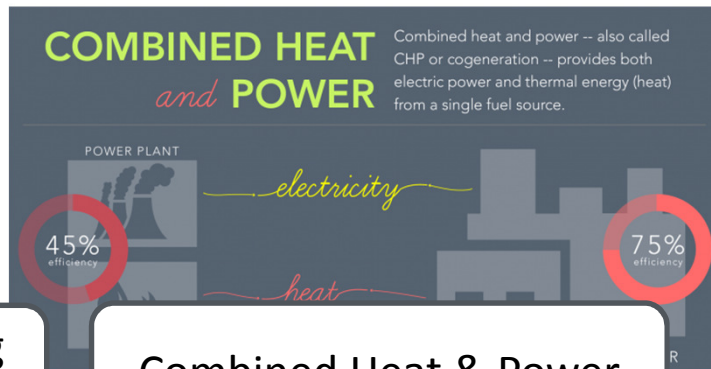 COMBINED HEAT
and POWER
Combined heat and power -- also called
CHP or cogeneration -- provides both
electric power and thermal energy (heat)
from a single fuel source.
POWER PLANT
electricity
45%
efficiency
75%
efficiency
heat
Combined Heat & Power